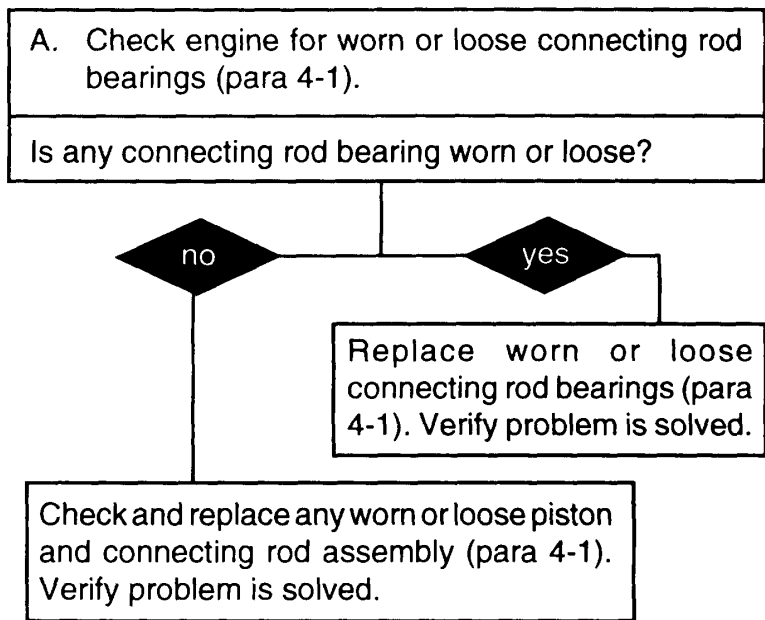 A. Check engine for worn or loose connecting rod
bearings (para 4-1).
Is any connecting rod bearing worn or loose?
no
yes
Replace worn or loose
connecting rod bearings (para
4-1). Verify problem is solved.
Check and replace any worn or loose piston
and connecting rod assembly (para 4-1).
Verify problem is solved.